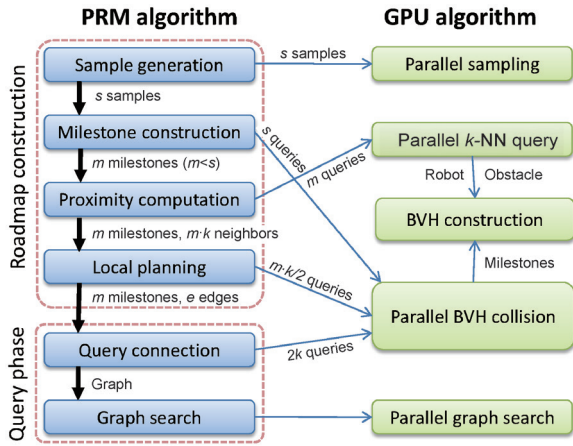 PRM algorithm
GPU algorithm
Roadmap construction
Sample generation
s samples
Parallel sampling
s samples
Milestone construction
s queries
Parallel k-NN query
m milestones (m<s)
m queries
Robot
Obstacle
Proximity computation
BVH construction
m milestones, m·k neighbors
Local planning
m·k/2 queries
Milestones
m milestones, e edges
Parallel BVH collision
Query phase
Query connection
2k queries
Graph
Graph search
Parallel graph search